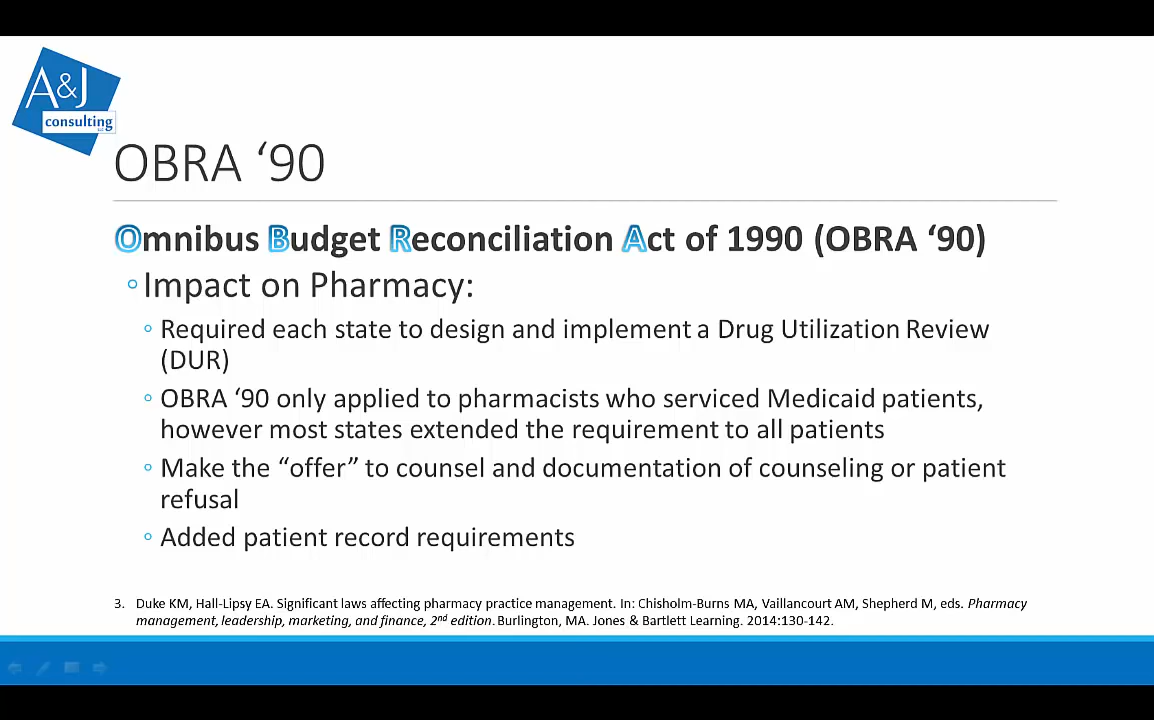 A&J
consulting
OBRA ‘90
Omnibus Budget Reconciliation Act of 1990 (OBRA ‘90)
◦Impact on Pharmacy:
◦ Required each state to design and implement a Drug Utilization Review
(DUR)
◦ OBRA ‘90 only applied to pharmacists who serviced Medicaid patients,
however most states extended the requirement to all patients
◦ Make the “offer” to counsel and documentation of counseling or patient
refusal
◦ Added patient record requirements
3. Duke KM, Hall-Lipsy EA. Significant laws affecting pharmacy practice management. In: Chisholm-Burns MA, Vaillancourt AM, Shepherd M, eds. Pharmacy
management, leadership, marketing, and finance, 2nd edition. Burlington, MA. Jones & Bartlett Learning. 2014:130-142.